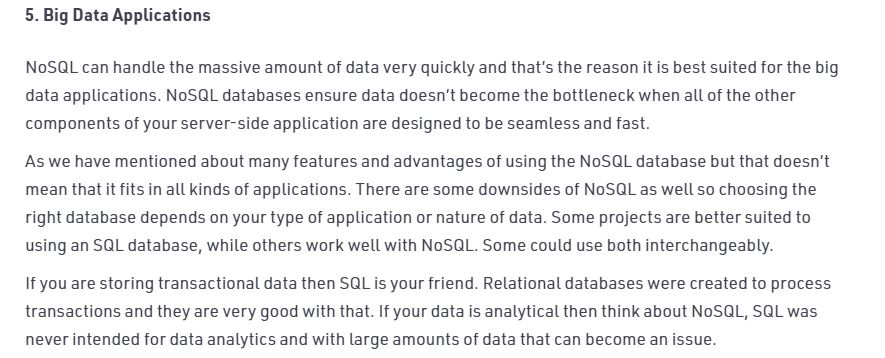 5. Big Data Applications
NoSQL can handle the massive amount of data very quickly and that's the reason it is best suited for the big
data applications. NoSQL databases ensure data doesn't become the bottleneck when all of the other
components of your server-side application are designed to be seamless and fast.
As we have mentioned about many features and advantages of using the NoSQL database but that doesn't
mean that it fits in all kinds of applications. There are some downsides of NoSQL as well so choosing the
right database depends on your type of application or nature of data. Some projects are better suited to
using an SQL database, while others work well with NoSQL. Some could use both interchangeably.
If you are storing transactional data then SQL is your friend. Relational databases were created to process
transactions and they are very good with that. If your data is analytical then think about NoSQL, SQL was
never intended for data analytics and with large amounts of data that can become an issue.